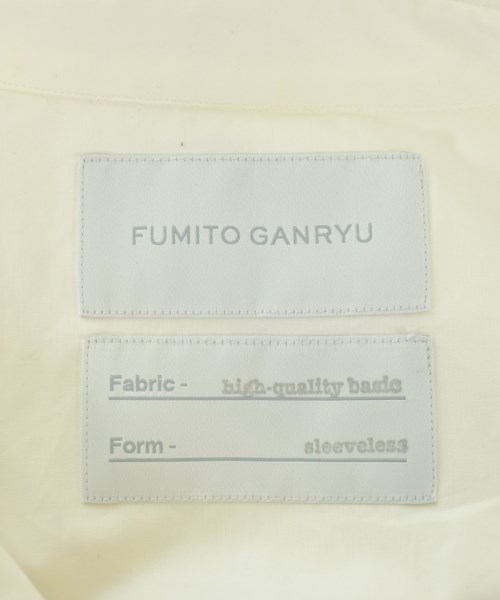 FUMITO GANRYU
Fabric - high-quality basic
Form - sleeveless